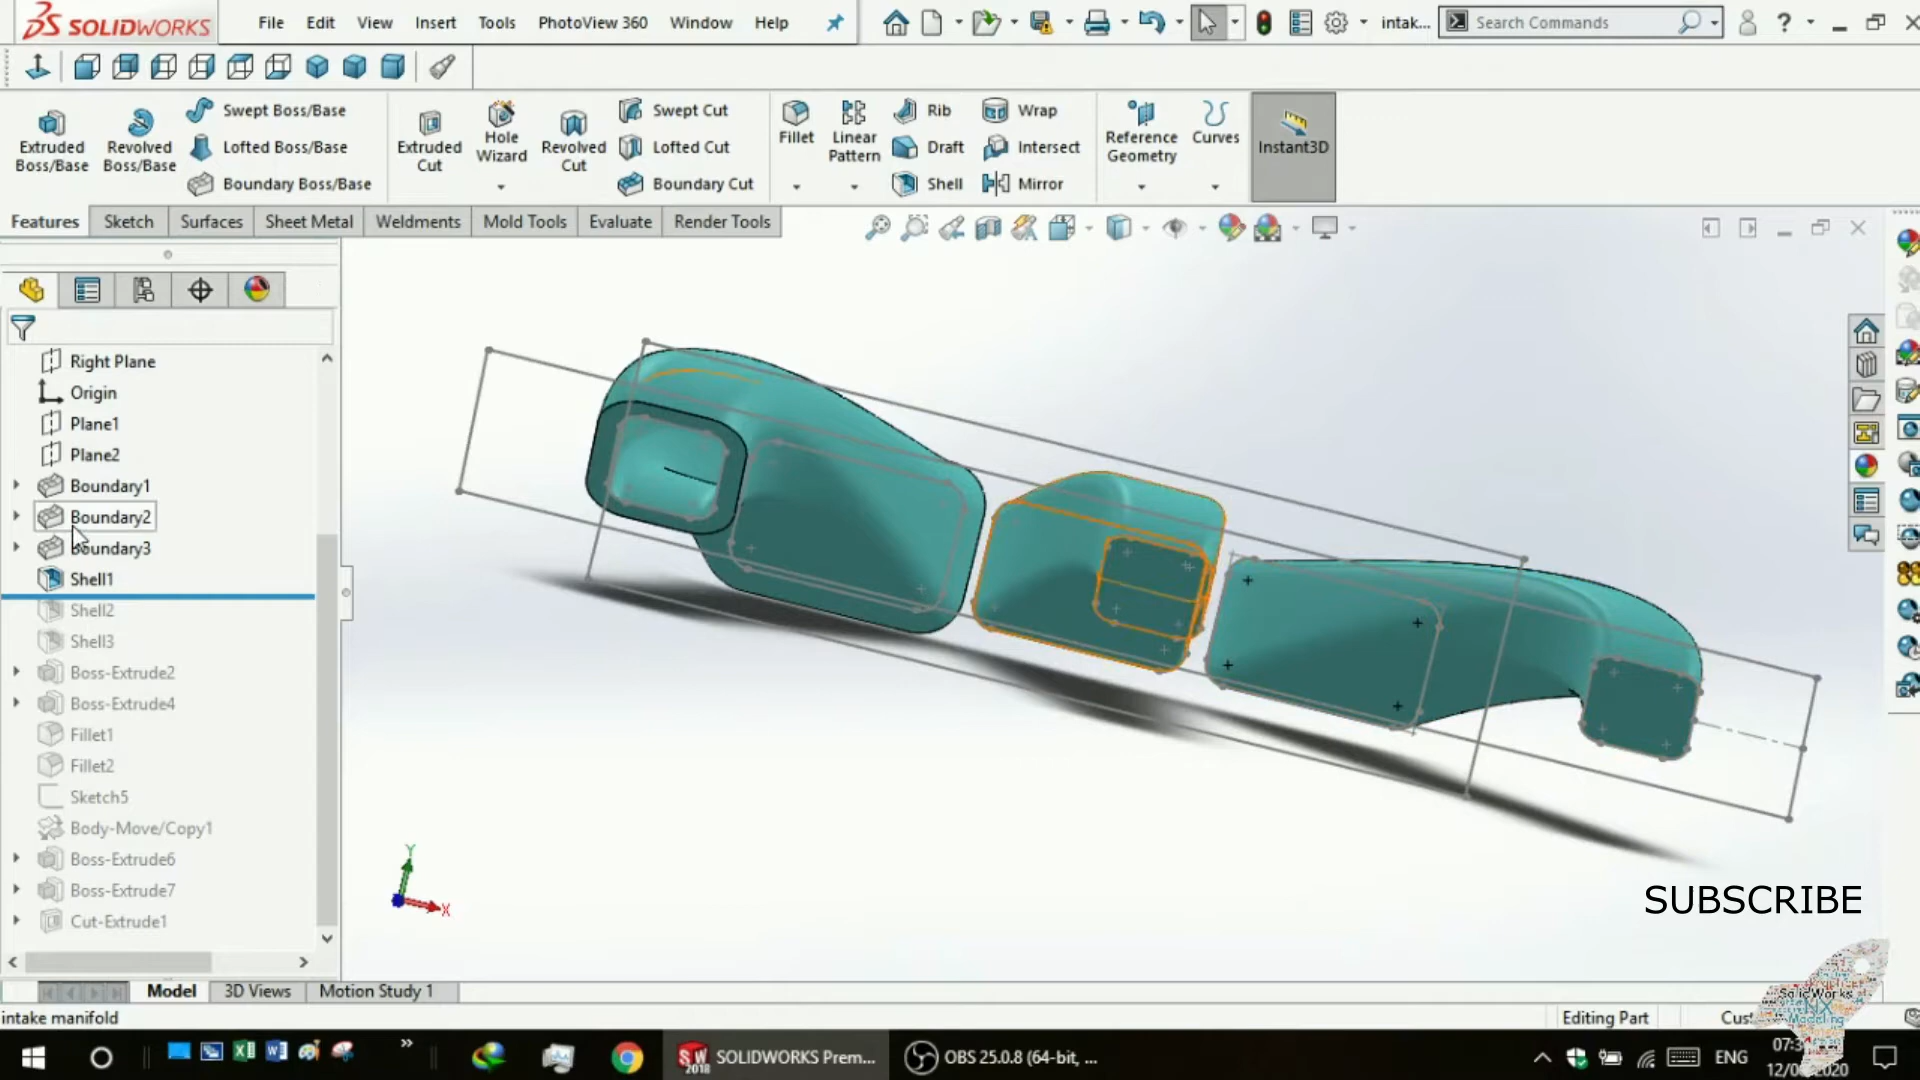 SOLIDWORKS File Edit View Insert Tools PhotoView 360 Window Help intak... Search Commands ?
Extruded Boss/Base
Revolved Boss/Base
Swept Boss/Base
Lofted Boss/Base
Boundary Boss/Base
Extruded Cut
Hole Wizard
Revolved Cut
Swept Cut
Lofted Cut
Boundary Cut
Fillet
Linear Pattern
Rib
Draft
Shell
Wrap
Intersect
Mirror
Reference Geometry
Curves
Instant3D
Features Sketch Surfaces Sheet Metal Weldments Mold Tools Evaluate Render Tools
Right Plane
Origin
Plane1
Plane2
Boundary1
Boundary2
Boundary3
Shell1
Shell2
Shell3
Boss-Extrude2
Boss-Extrude4
Fillet1
Fillet2
Sketch5
Body-Move/Copy1
Boss-Extrude6
Boss-Extrude7
Cut-Extrude1
Y
X
SUBSCRIBE
SolidWorks
NX
Modeling
Model 3D Views Motion Study 1
intake manifold Editing Part
SW 2018 SOLIDWORKS Prem... OBS 25.0.8 (64-bit, ... ENG